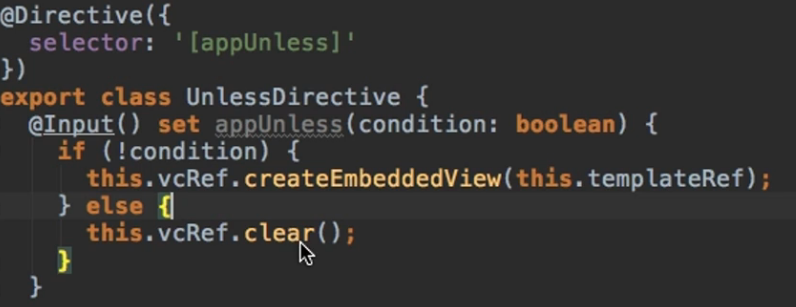 @Directive({
  selector: '[appUnless]'
})
export class UnlessDirective {
  @Input() set appUnless(condition: boolean) {
    if (!condition) {
      this.vcRef.createEmbeddedView(this.templateRef);
    } else {
      this.vcRef.clear();
    }
  }